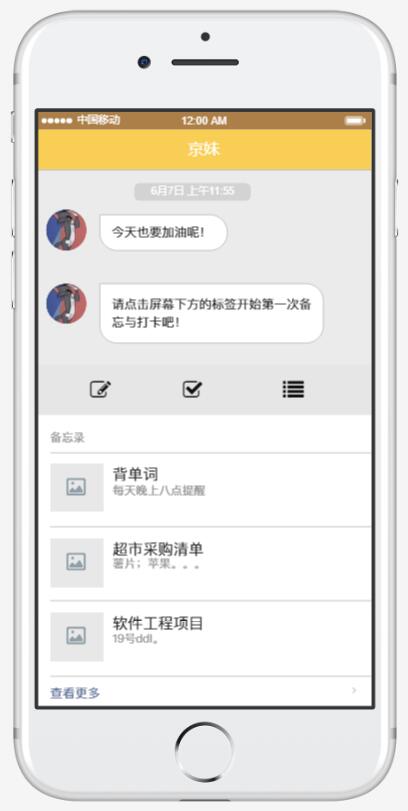 中国移动 12:00 AM
京妹
6月7日 上午11:55
今天也要加油呢！
请点击屏幕下方的标签开始第一次备
忘与打卡吧！
备忘录
背单词
每天晚上八点提醒
超市采购清单
薯片；苹果。。。
软件工程项目
19号ddl。
查看更多